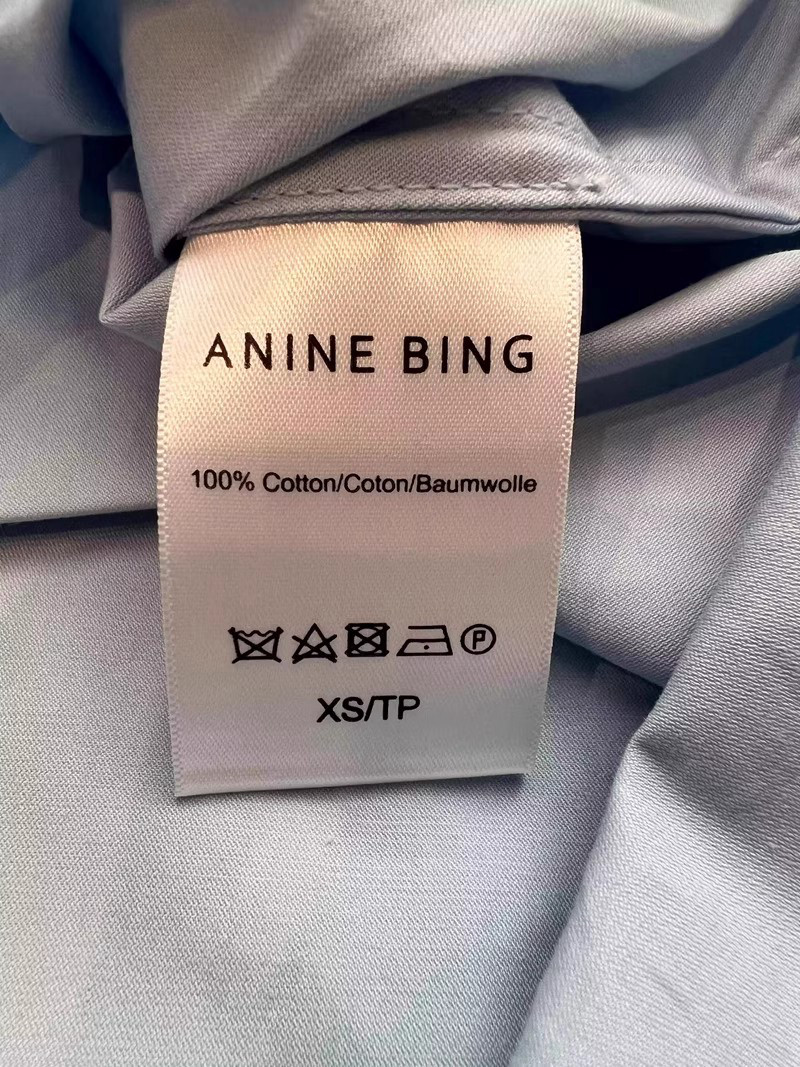 ANINE BING
100% Cotton/Coton/Baumwolle
P
XS/TP